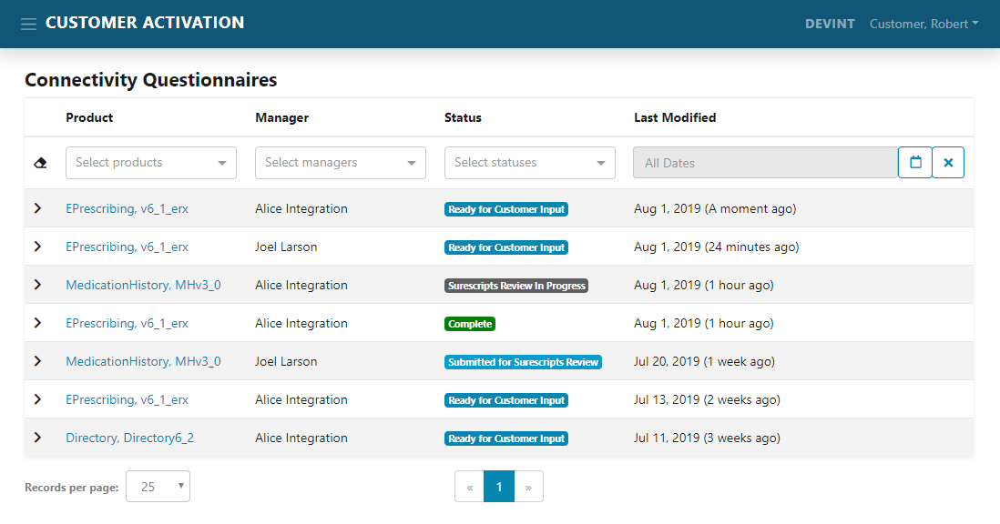 CUSTOMER ACTIVATION DEVINT Customer, Robert
Connectivity Questionnaires
Product Manager Status Last Modified
Select products Select managers Select statuses All Dates
EPrescribing, v6_1_erx Alice Integration Ready for Customer Input Aug 1, 2019 (A moment ago)
EPrescribing, v6_1_erx Joel Larson Ready for Customer Input Aug 1, 2019 (24 minutes ago)
MedicationHistory, MHv3_0 Alice Integration Surescripts Review In Progress Aug 1, 2019 (1 hour ago)
EPrescribing, v6_1_erx Alice Integration Complete Aug 1, 2019 (1 hour ago)
MedicationHistory, MHv3_0 Joel Larson Submitted for Surescripts Review Jul 20, 2019 (1 week ago)
EPrescribing, v6_1_erx Alice Integration Ready for Customer Input Jul 13, 2019 (2 weeks ago)
Directory, Directory6_2 Alice Integration Ready for Customer Input Jul 11, 2019 (3 weeks ago)
Records per page: 25 « 1 »